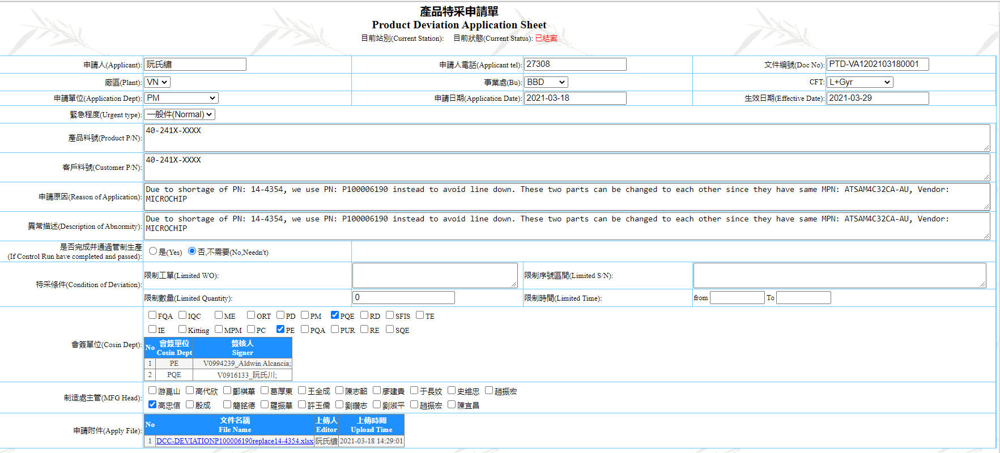 產品特采申請單
Product Deviation Application Sheet
目前站別(Current Station): 目前狀態(Current Status): 已結案
申請人(Applicant): 阮氏繡 申請人電話(Applicant tel): 27308 文件編號(Doc No): PTD-VA1202103180001
廠區(Plant): VN 事業處(Bu): BBD CFT: L+Gyr
申請單位(Application Dept): PM 申請日期(Application Date): 2021-03-18 生效日期(Effective Date): 2021-03-29
緊急程度(Urgent type): 一般件(Normal)
產品料號(Product P/N): 40-241X-XXXX
客戶料號(Customer P/N): 40-241X-XXXX
申請原因(Reason of Application): Due to shortage of PN: 14-4354, we use PN: P100006190 instead to avoid line down. These two parts can be changed to each other since they have same MPN: ATSAM4C32CA-AU, Vendor:
MICROCHIP
異常描述(Description of Abnormity): Due to shortage of PN: 14-4354, we use PN: P100006190 instead to avoid line down. These two parts can be changed to each other since they have same MPN: ATSAM4C32CA-AU, Vendor:
MICROCHIP
是否完成并通過管制生產
(If Control Run have completed and passed): 是(Yes) 否,不需要(No,Needn't)
特采條件(Condition of Deviation): 限制工單(Limited WO): 限制序號區間(Limited S/N):
限制數量(Limited Quantity): 0 限制時間(Limited Time): from To
會簽單位(Cosin Dept): FQA IQC ME ORT PD PM PQE RD SFIS TE
IE Kitting MPM PC PE PQA PUR RE SQE
No 會簽單位 簽核人
Cosin Dept Signer
1 PE V0994239_Aldwin Alcancia;
2 PQE V0916133_阮氏川;
制造處主管(MFG Head): 游崑山 高代欣 鄭祺華 葛厚東 王全成 陳志韶 廖建貴 于長妏 史維忠 趙振宏
高忠信 殷成 簡銘德 羅振華 許玉儒 劉鑽志 劉淑平 趙振宏 陳宜昌
申請附件(Apply File): No 文件名稱 上傳人 上傳時間
File Name Editor Upload Time
1 DCC-DEVIATIONP100006190replace14-4354.xlsx 阮氏繡 2021-03-18 14:29:01